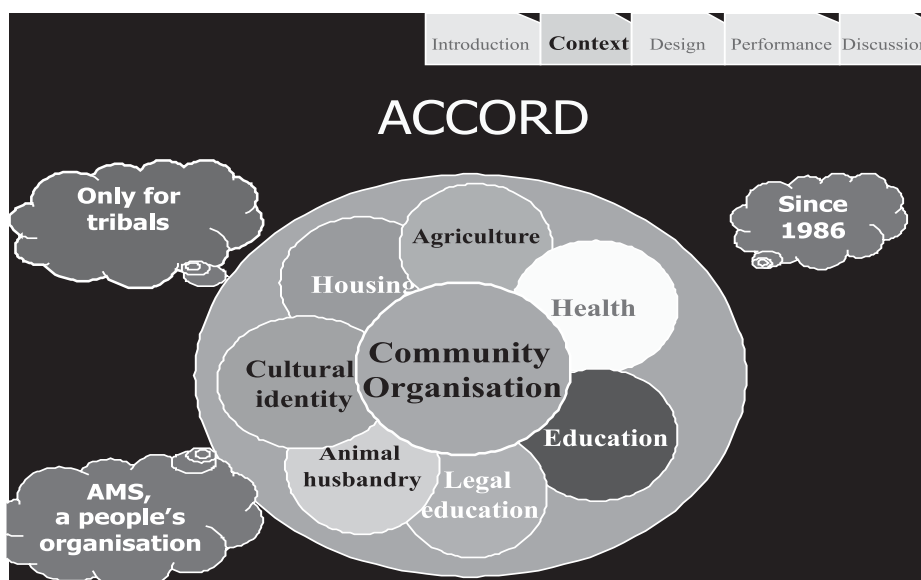 Introduction
Context
Design
Performance
Discussion
ACCORD
Only for
tribals
Since
1986
Agriculture
Housing
Health
Community
Organisation
Cultural
identity
Education
Animal
husbandry
Legal
education
AMS,
a people's
organisation